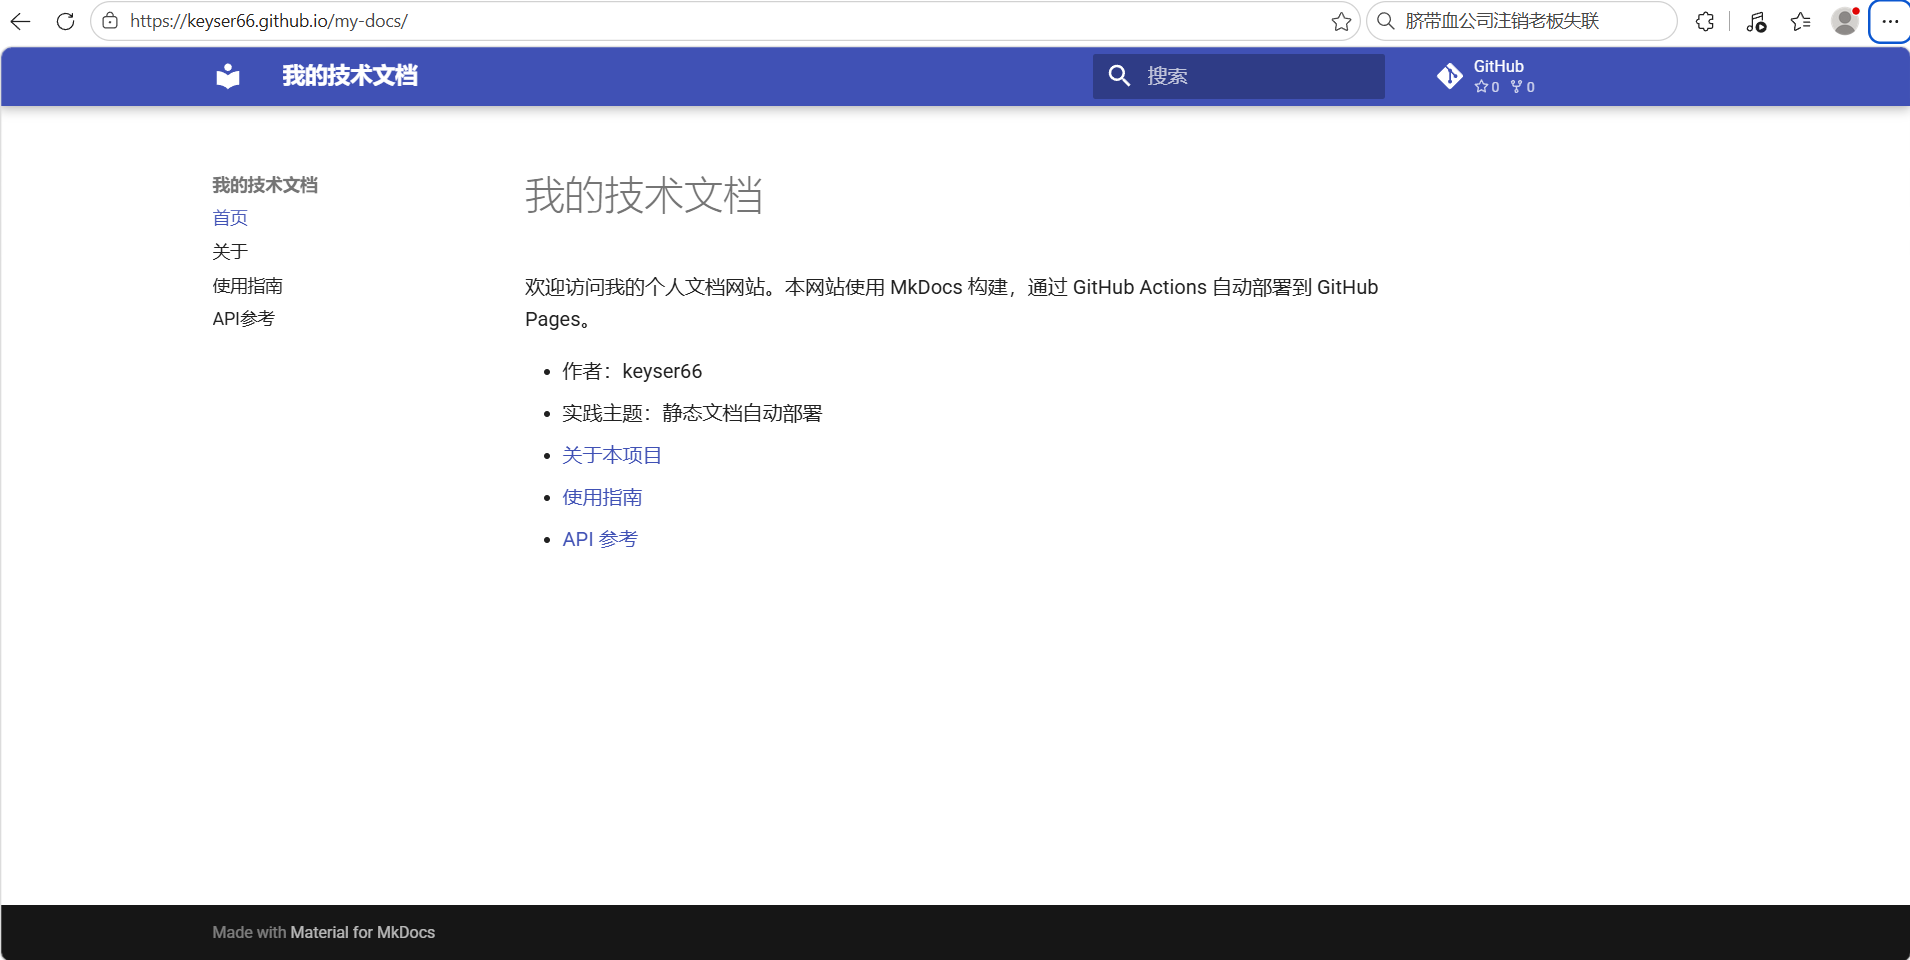 https://keyser66.github.io/my-docs/
脐带血公司注销老板失联
我的技术文档
搜索
GitHub
0 0
我的技术文档
首页
关于
使用指南
API参考
我的技术文档
欢迎访问我的个人文档网站。本网站使用 MkDocs 构建，通过 GitHub Actions 自动部署到 GitHub
Pages。
作者：keyser66
实践主题：静态文档自动部署
关于本项目
使用指南
API 参考
Made with Material for MkDocs